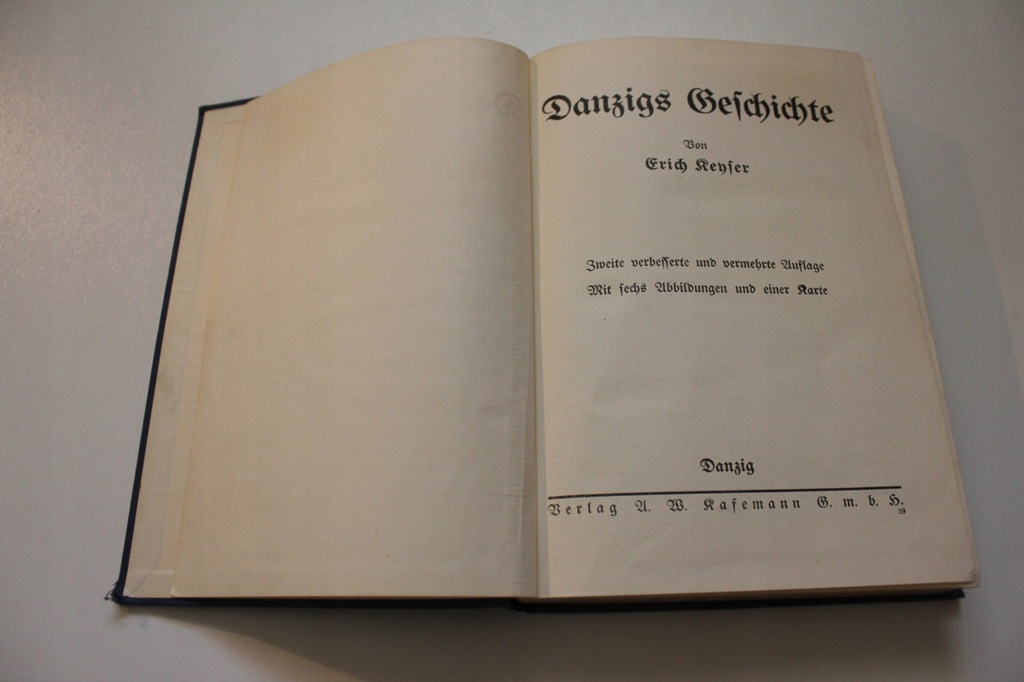 Danzigs Geschichte
Von
Erich Keyser
Zweite verbesserte und vermehrte Auflage
Mit sechs Abbildungen und einer Karte
Danzig
Verlag A. W. Kafemann G. m. b. H.
29